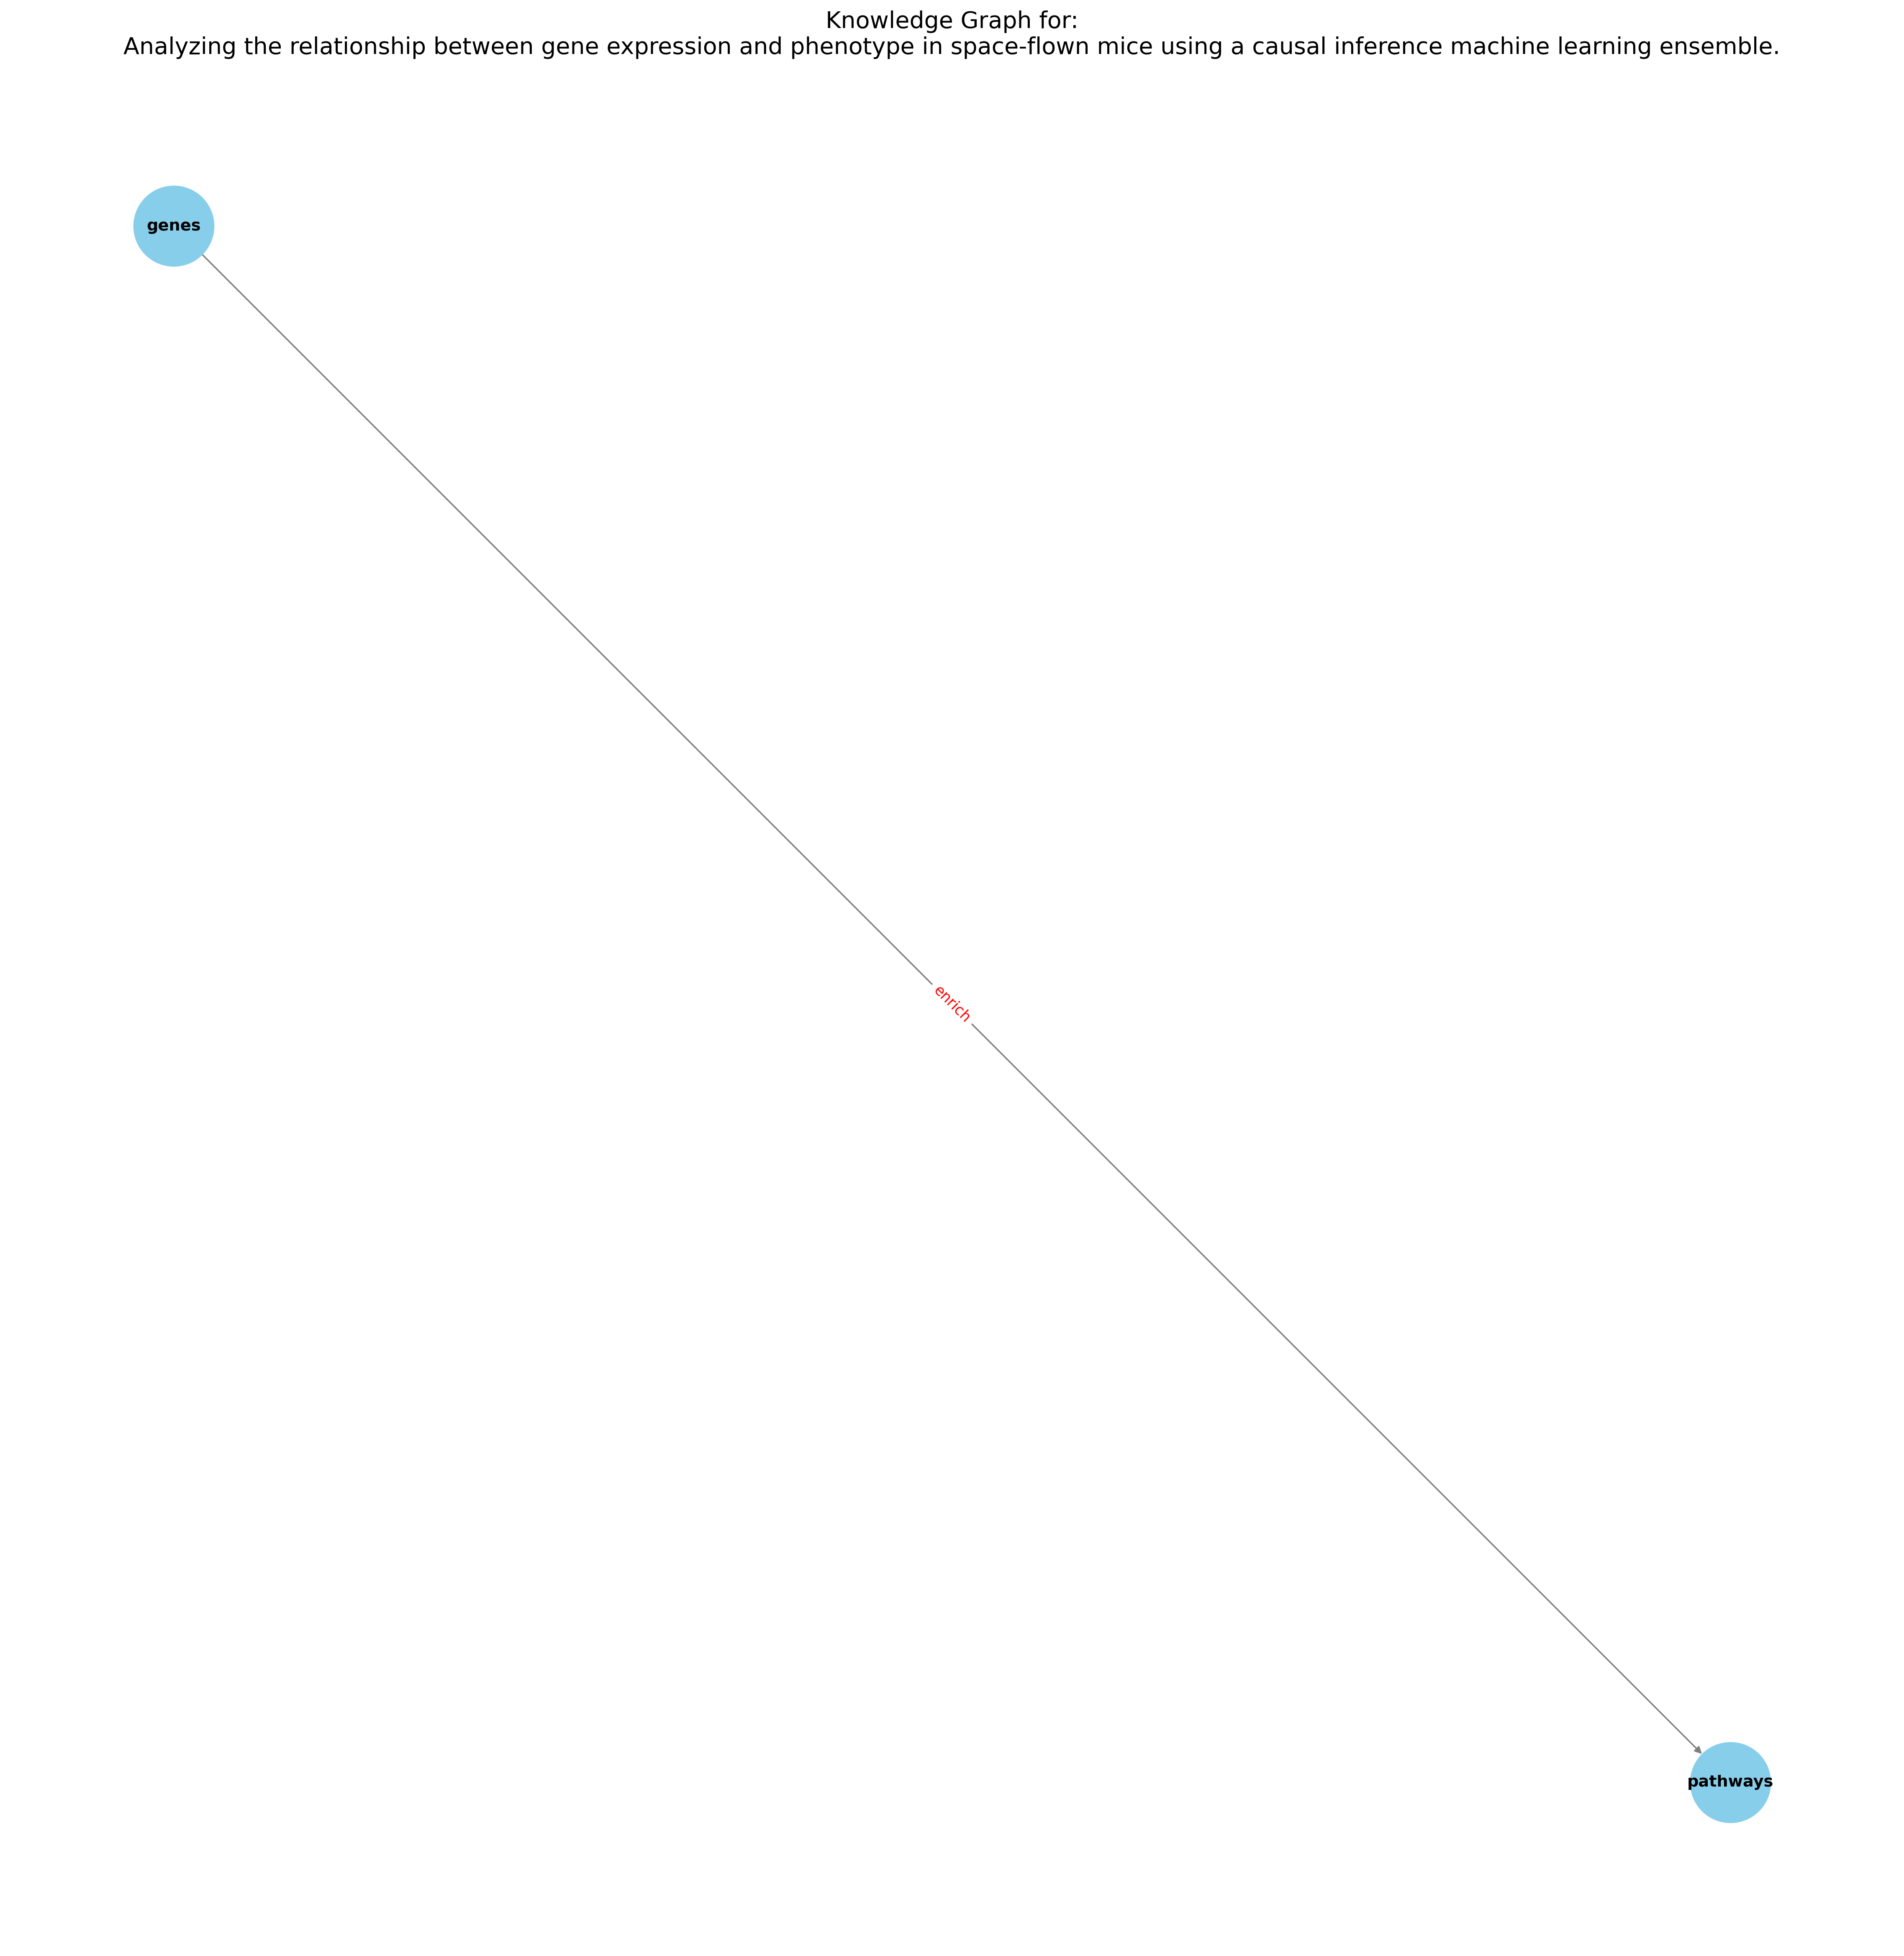 Knowledge Graph for:
Analyzing the relationship between gene expression and phenotype in space-flown mice using a causal inference machine learning ensemble.
genes
enrich
pathways